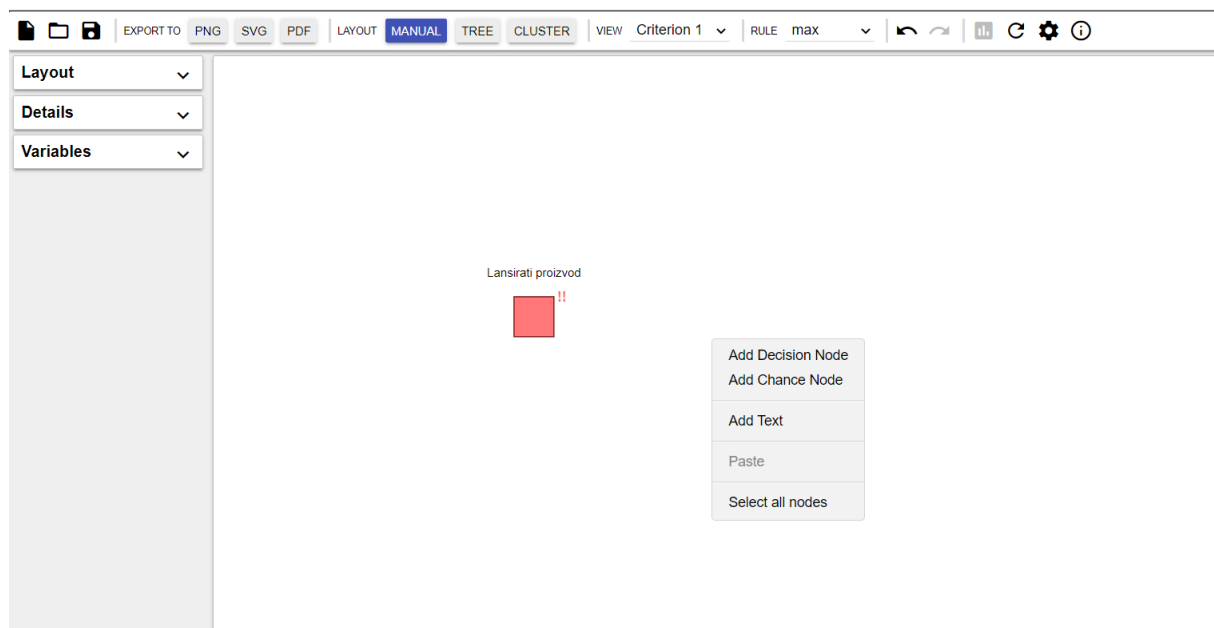 EXPORT TO PNG SVG PDF LAYOUT MANUAL TREE CLUSTER VIEW Criterion 1 RULE max
Layout
Details
Variables
Lansirati proizvod
!!
Add Decision Node
Add Chance Node
Add Text
Paste
Select all nodes